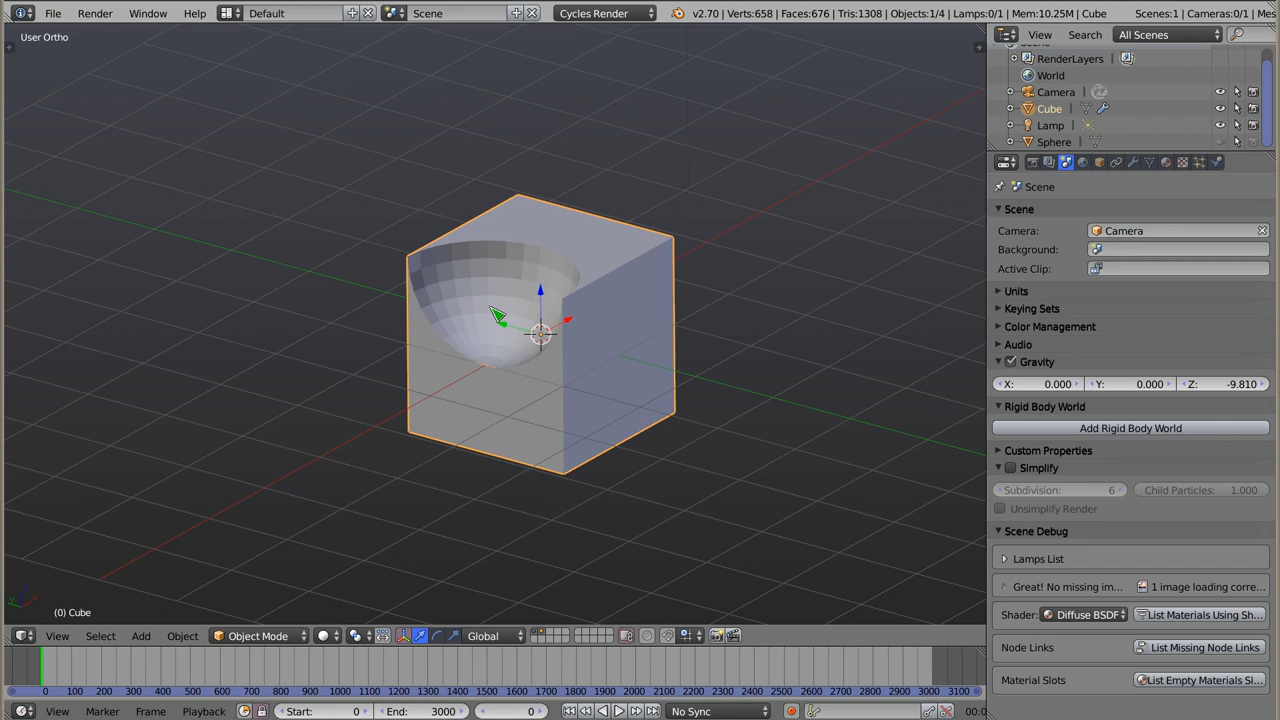 File Render Window Help Default Scene Cycles Render v2.70 | Verts:658 | Faces:676 | Tris:1308 | Objects:1/4 | Lamps:0/1 | Mem:10.25M | Cube Scenes:1 | Cameras:0/1 | Mes
User Ortho
View Search All Scenes
RenderLayers
World
Camera
Cube
Lamp
Sphere
Scene
Scene
Camera: Camera
Background:
Active Clip:
Units
Keying Sets
Color Management
Audio
Gravity
X: 0.000 Y: 0.000 Z: -9.810
Rigid Body World
Add Rigid Body World
Custom Properties
Simplify
Subdivision: 6 Child Particles: 1.000
Unsimplify Render
Scene Debug
Lamps List
Great! No missing im... 1 image loading corre...
Shader: Diffuse BSDF List Materials Using Sh...
Node Links List Missing Node Links
Material Slots List Empty Materials Sl...
(0) Cube
View Select Add Object Object Mode Global
0 100 200 300 400 500 600 700 800 900 1000 1100 1200 1300 1400 1500 1600 1700 1800 1900 2000 2100 2200 2300 2400 2500 2600 2700 2800 2900 3000 3100
View Marker Frame Playback Start: 0 End: 3000 0 No Sync 00:0